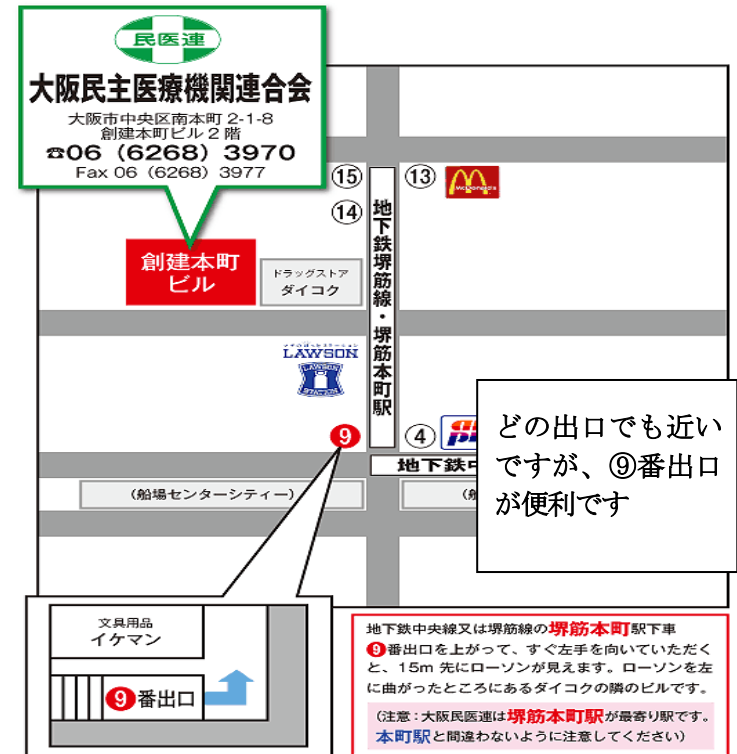 民医連
大阪民主医療機関連合会
大阪市中央区南本町 2-1-8
創建本町ビル 2 階
☎06（6268）3970
Fax 06（6268）3977
⑮
⑬
McDonald's
⑭
地下鉄堺筋線・堺筋本町駅
創建本町
ビル
ドラッグストア
ダイコク
LAWSON
⑨
④
地下鉄
どの出口でも近い
ですが、⑨番出口
が便利です
（船場センターシティー）
文具用品
イケマン
⑨番出口
地下鉄中央線又は堺筋線の堺筋本町駅下車
⑨番出口を上がって、すぐ左手を向いていただく
と、15m 先にローソンが見えます。ローソンを左
に曲がったところにあるダイコクの隣のビルです。
（注意：大阪民医連は堺筋本町駅が最寄り駅です。
本町駅と間違わないように注意してください）